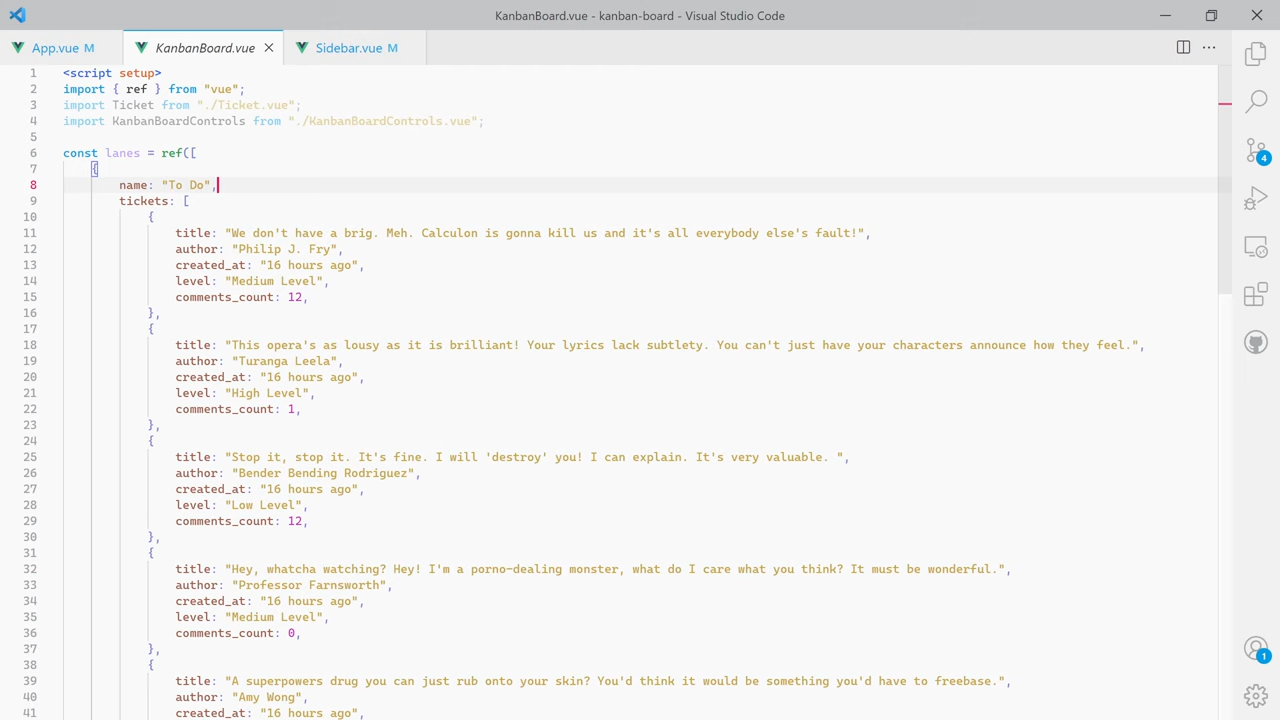 KanbanBoard.vue - kanban-board - Visual Studio Code
App.vue M
KanbanBoard.vue
Sidebar.vue M
1 <script setup>
2 import { ref } from "vue";
3 import Ticket from "./Ticket.vue";
4 import KanbanBoardControls from "./KanbanBoardControls.vue";
5
6 const lanes = ref([
7 {
8 name: "To Do",
9 tickets: [
10 {
11 title: "We don't have a brig. Meh. Calculon is gonna kill us and it's all everybody else's fault!",
12 author: "Philip J. Fry",
13 created_at: "16 hours ago",
14 level: "Medium Level",
15 comments_count: 12,
16 },
17 {
18 title: "This opera's as lousy as it is brilliant! Your lyrics lack subtlety. You can't just have your characters announce how they feel.",
19 author: "Turanga Leela",
20 created_at: "16 hours ago",
21 level: "High Level",
22 comments_count: 1,
23 },
24 {
25 title: "Stop it, stop it. It's fine. I will 'destroy' you! I can explain. It's very valuable. ",
26 author: "Bender Bending Rodriguez",
27 created_at: "16 hours ago",
28 level: "Low Level",
29 comments_count: 12,
30 },
31 {
32 title: "Hey, whatcha watching? Hey! I'm a porno-dealing monster, what do I care what you think? It must be wonderful.",
33 author: "Professor Farnsworth",
34 created_at: "16 hours ago",
35 level: "Medium Level",
36 comments_count: 0,
37 },
38 {
39 title: "A superpowers drug you can just rub onto your skin? You'd think it would be something you'd have to freebase.",
40 author: "Amy Wong",
41 created_at: "16 hours ago",
4
1